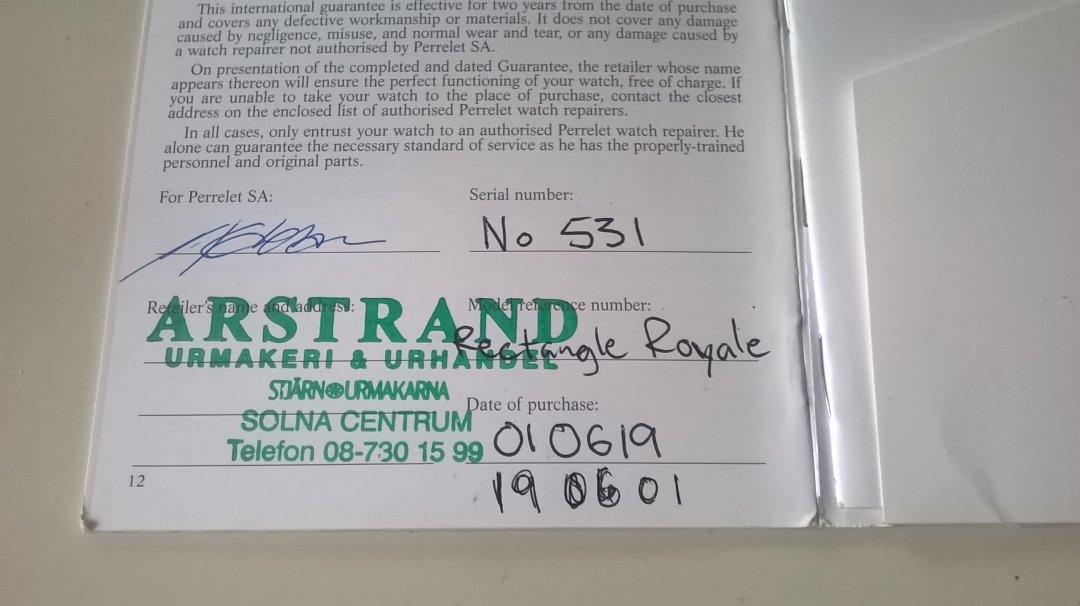 This international guarantee is effective for two years from the date of purchase
and covers any defective workmanship or materials. It does not cover any damage
caused by negligence, misuse, and normal wear and tear, or any damage caused by
a watch repairer not authorised by Perrelet SA.
On presentation of the completed and dated Guarantee, the retailer whose name
appears thereon will ensure the perfect functioning of your watch, free of charge. If
you are unable to take your watch to the place of purchase, contact the closest
address on the enclosed list of authorised Perrelet watch repairers.
In all cases, only entrust your watch to an authorised Perrelet watch repairer. He
alone can guarantee the necessary standard of service as he has the properly-trained
personnel and original parts.
For Perrelet SA:
Serial number:
No 531
Retailer's name and address:
Model reference number:
ARSTRAND
Rectangle Royale
URMAKERI & URHANDEL
STJÄRNURMAKARNA
Date of purchase:
SOLNA CENTRUM
Telefon 08-730 15 99
010619
12
190601